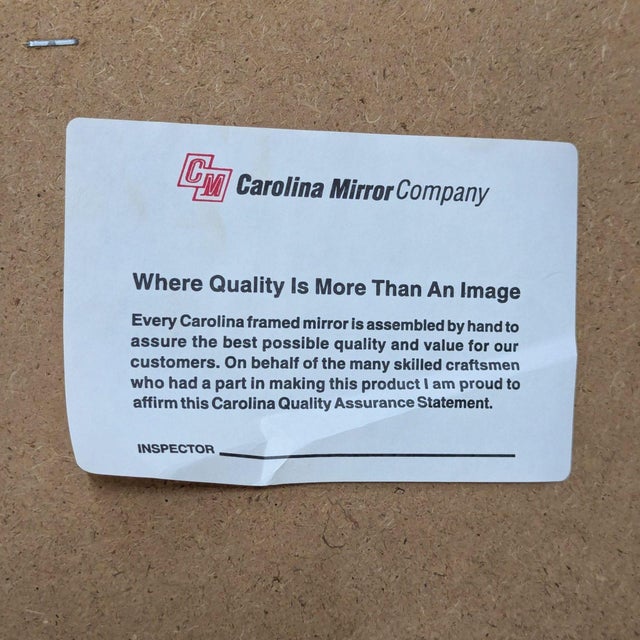 CM Carolina Mirror Company
Where Quality Is More Than An Image
Every Carolina framed mirror is assembled by hand to
assure the best possible quality and value for our
customers. On behalf of the many skilled craftsmen
who had a part in making this product I am proud to
affirm this Carolina Quality Assurance Statement.
INSPECTOR